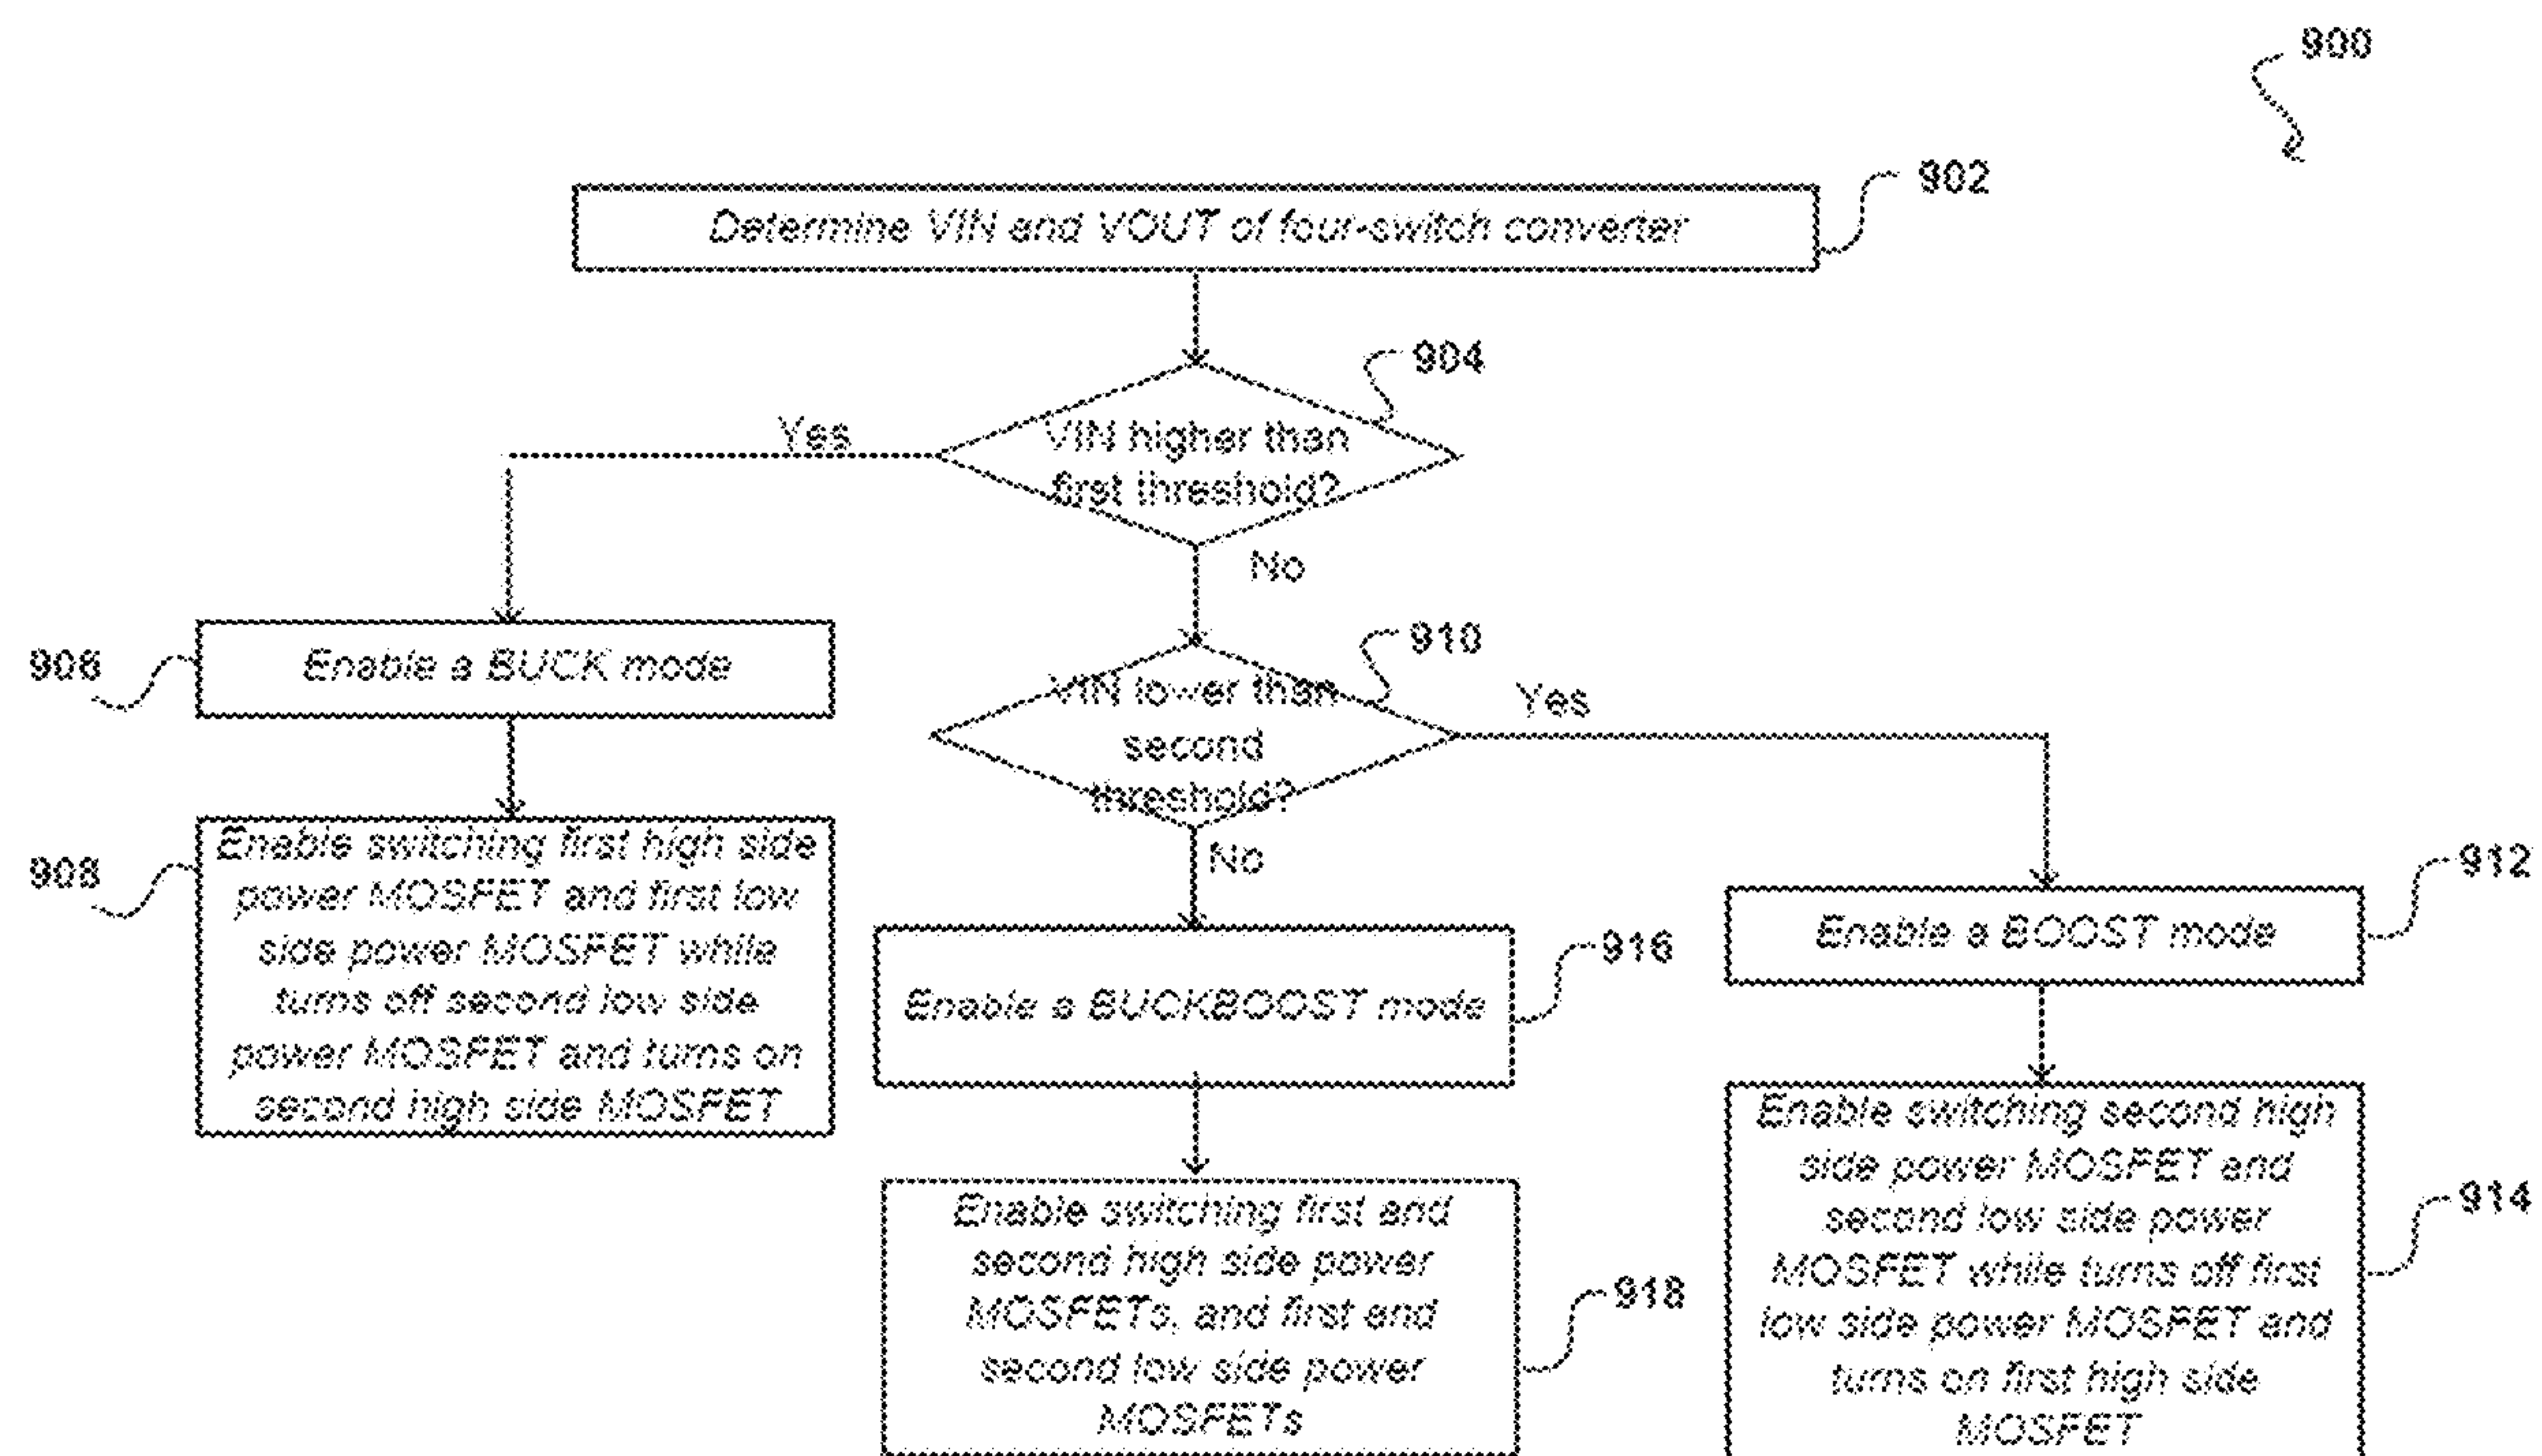 900
902
Determine VIN and VOUT of four-switch converter
904
VIN higher than
first threshold?
Yes
No
906
Enable a BUCK mode
910
VIN lower than
second
threshold?
Yes
No
908
Enable switching first high side
power MOSFET and first low
side power MOSFET while
turns off second low side
power MOSFET and turns on
second high side MOSFET
916
Enable a BUCKBOOST mode
912
Enable a BOOST mode
918
Enable switching first and
second high side power
MOSFETs, and first and
second low side power
MOSFETs
914
Enable switching second high
side power MOSFET and
second low side power
MOSFET while turns off first
low side power MOSFET and
turns on first high side
MOSFET